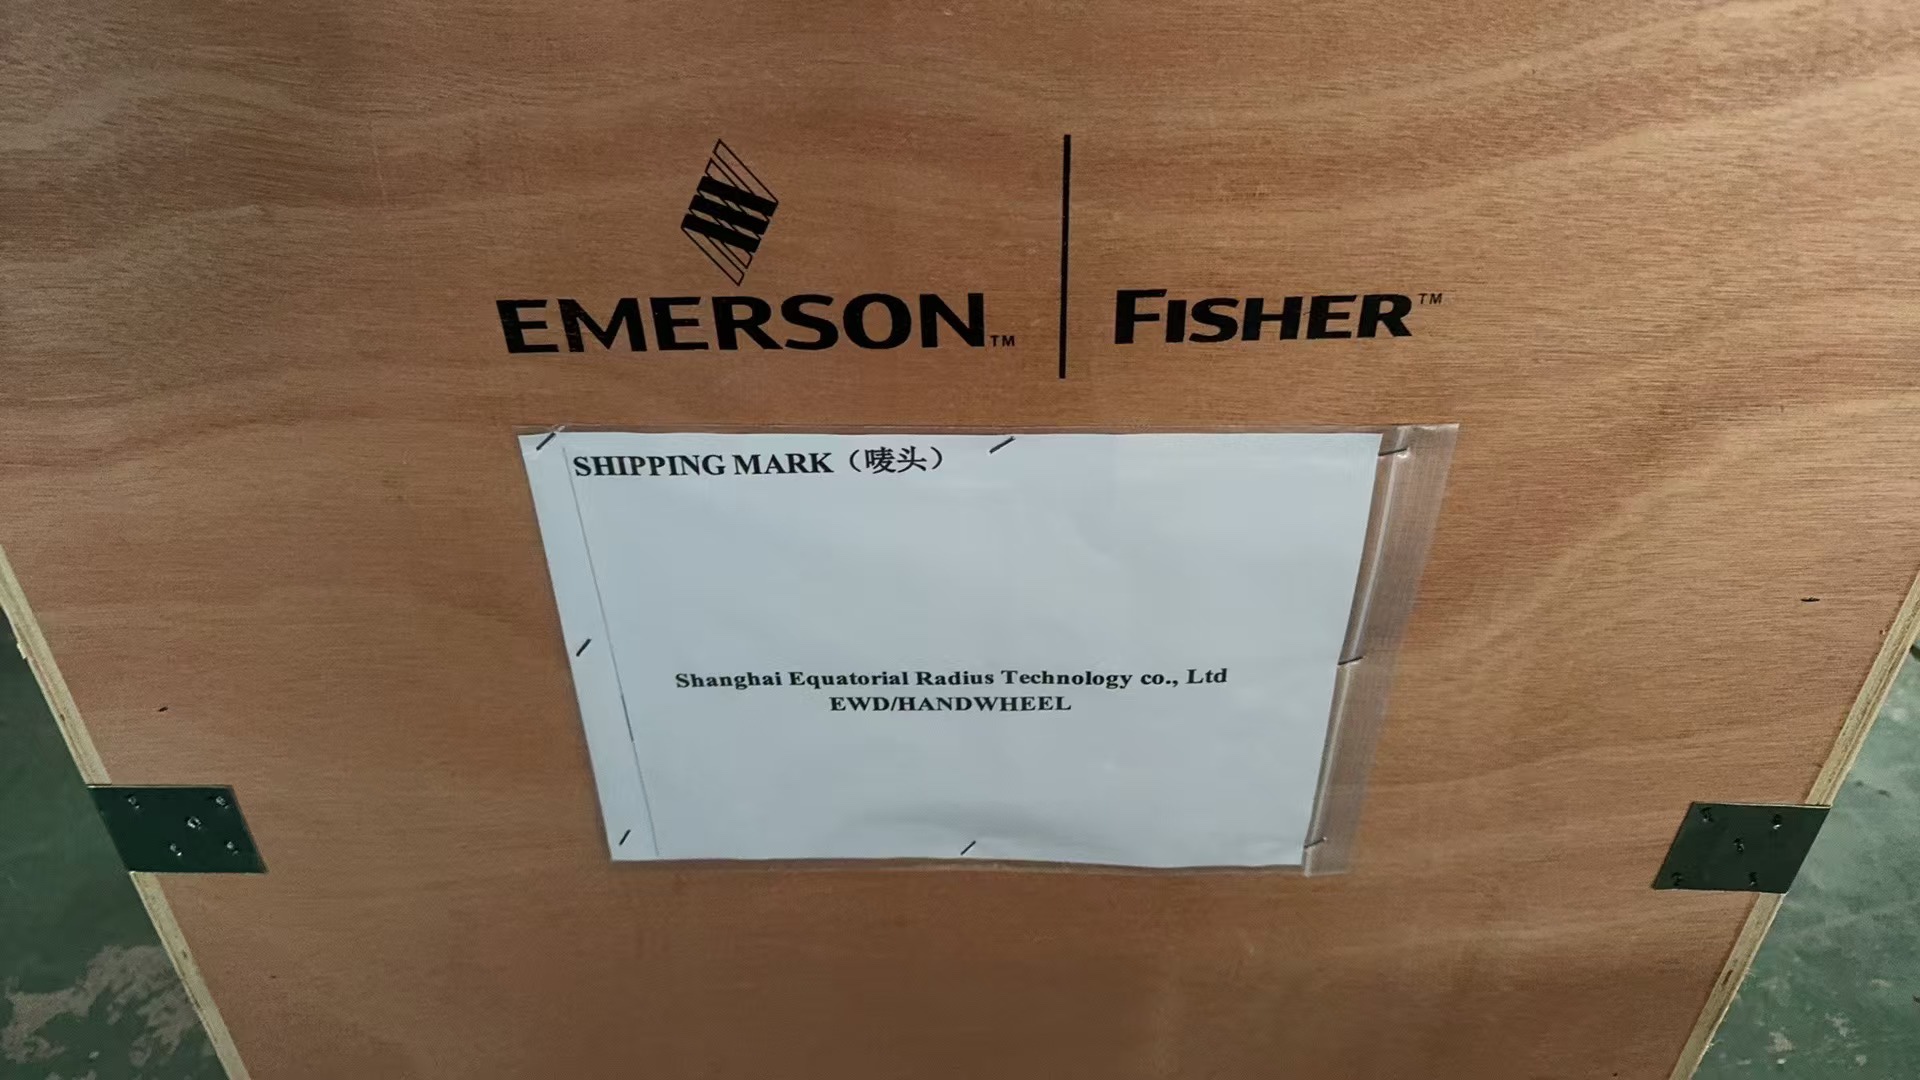 EMERSON™ | FISHER™
SHIPPING MARK（唛头）
Shanghai Equatorial Radius Technology co., Ltd
EWD/HANDWHEEL